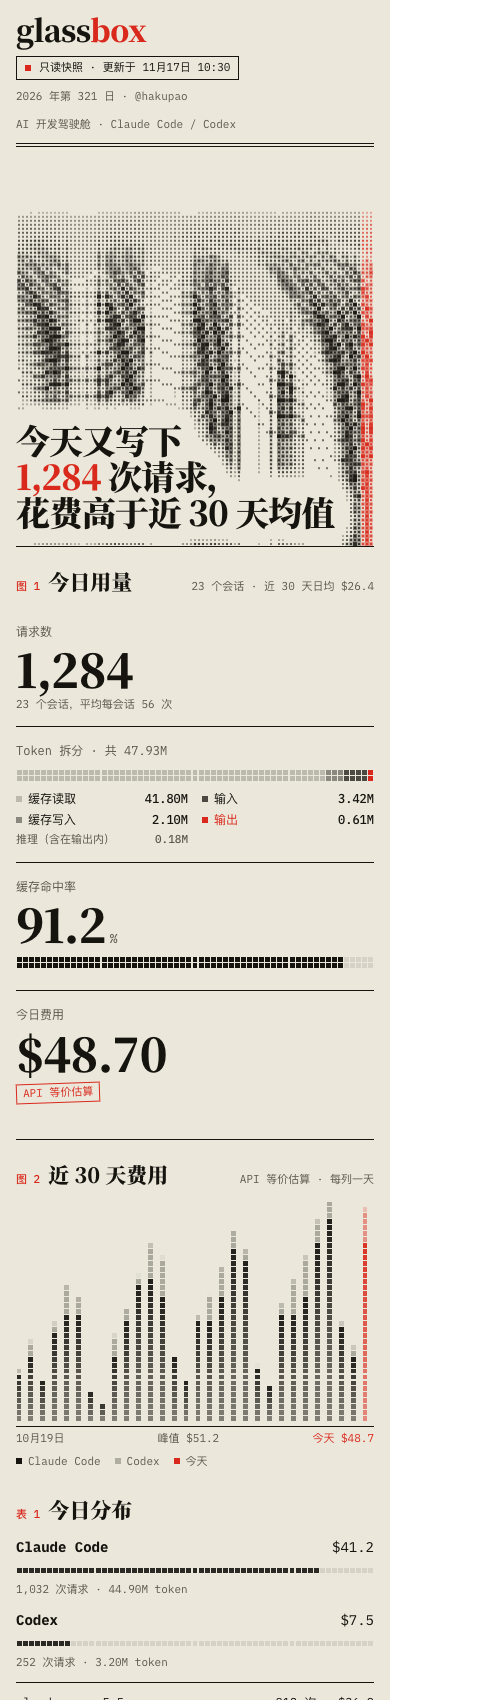 glassbox
只读快照 · 更新于 11月17日 10:30
2026 年第 321 日 · @hakupao
AI 开发驾驶舱 · Claude Code / Codex
今天又写下
1,284 次请求,
花费高于近 30 天均值
图 1 今日用量 23 个会话 · 近 30 天日均 $26.4
请求数
1,284
23 个会话, 平均每会话 56 次
Token 拆分 · 共 47.93M
缓存读取 41.80M 输入 3.42M
缓存写入 2.10M 输出 0.61M
推理 (含在输出内) 0.18M
缓存命中率
91.2 %
今日费用
$48.70
API 等价估算
图 2 近 30 天费用 API 等价估算 · 每列一天
10月19日 峰值 $51.2 今天 $48.7
Claude Code Codex 今天
表 1 今日分布
Claude Code $41.2
1,032 次请求 · 44.90M token
Codex $7.5
252 次请求 · 3.20M token